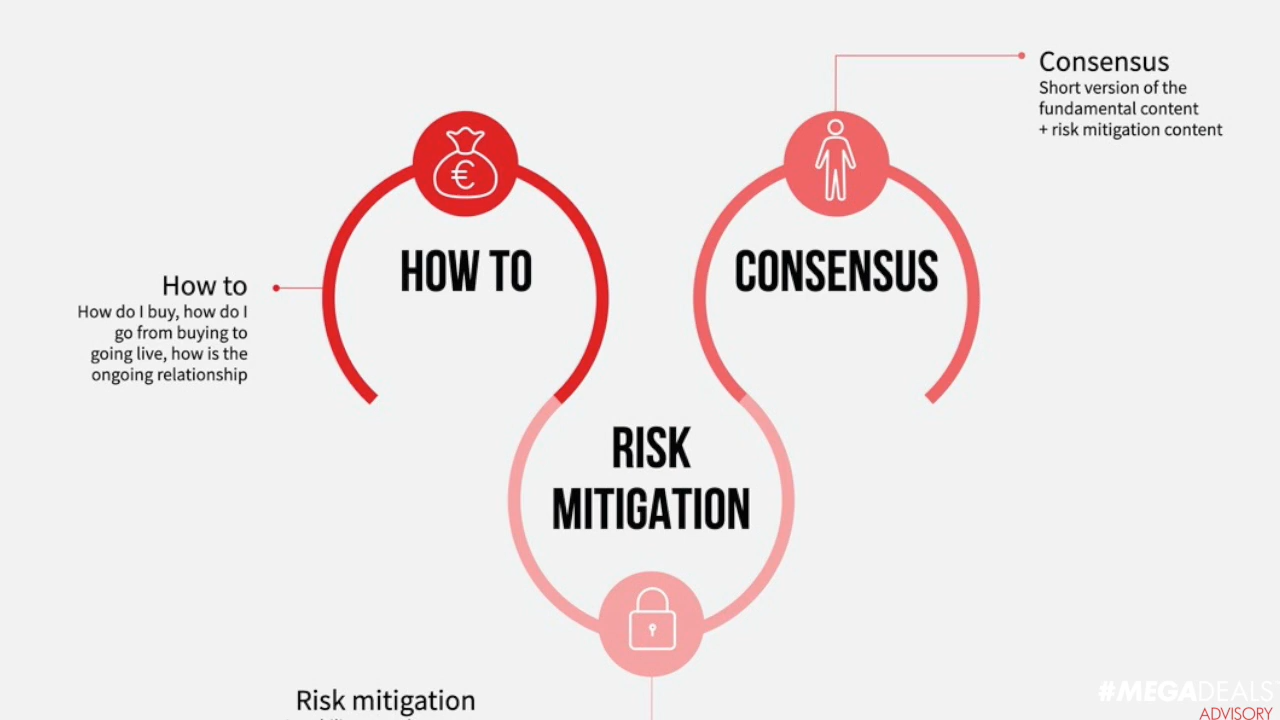 Consensus
Short version of the
fundamental content
+ risk mitigation content
€
HOW TO
CONSENSUS
How to
How do I buy, how do I
go from buying to
going live, how is the
ongoing relationship
RISK
MITIGATION
Risk mitigation
#MEGADEALS
ADVISORY